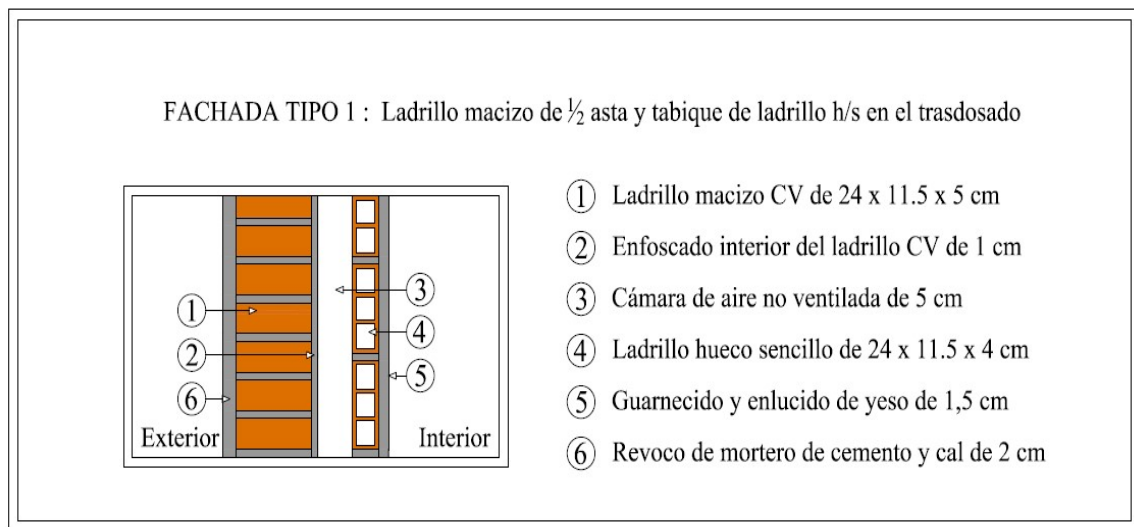 FACHADA TIPO 1 : Ladrillo macizo de ½ asta y tabique de ladrillo h/s en el trasdosado
1 Ladrillo macizo CV de 24 x 11.5 x 5 cm
2 Enfoscado interior del ladrillo CV de 1 cm
3 Cámara de aire no ventilada de 5 cm
4 Ladrillo hueco sencillo de 24 x 11.5 x 4 cm
5 Guarnecido y enlucido de yeso de 1,5 cm
6 Revoco de mortero de cemento y cal de 2 cm
3
1
4
2
5
6
Exterior
Interior